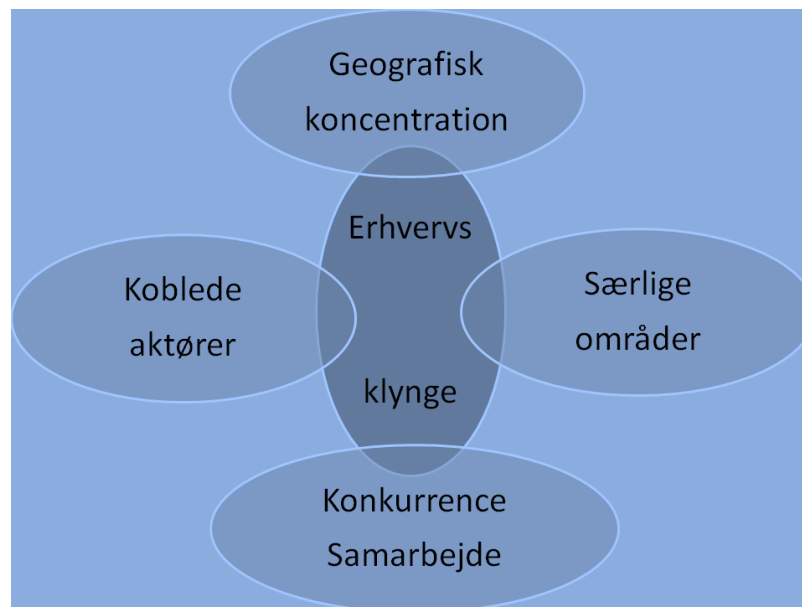 Geografisk
koncentration
Erhvervs
klynge
Koblede
aktører
Særlige
områder
Konkurrence
Samarbejde